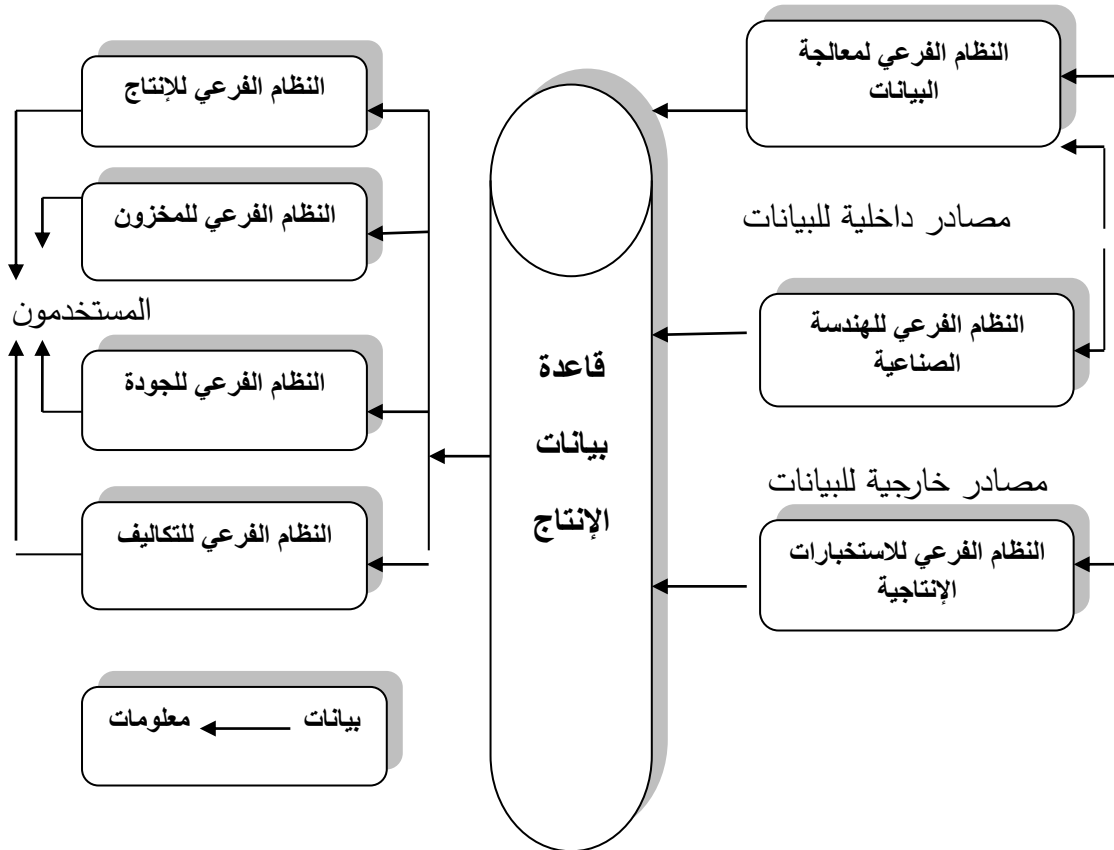 النظام الفرعي لمعالجة
البيانات
مصادر داخلية للبيانات
النظام الفرعي للهندسة
الصناعية
مصادر خارجية للبيانات
النظام الفرعي للاستخبارات
الإنتاجية
قاعدة
بيانات
الإنتاج
النظام الفرعي للإنتاج
النظام الفرعي للمخزون
المستخدمون
النظام الفرعي للجودة
النظام الفرعي للتكاليف
بيانات معلومات